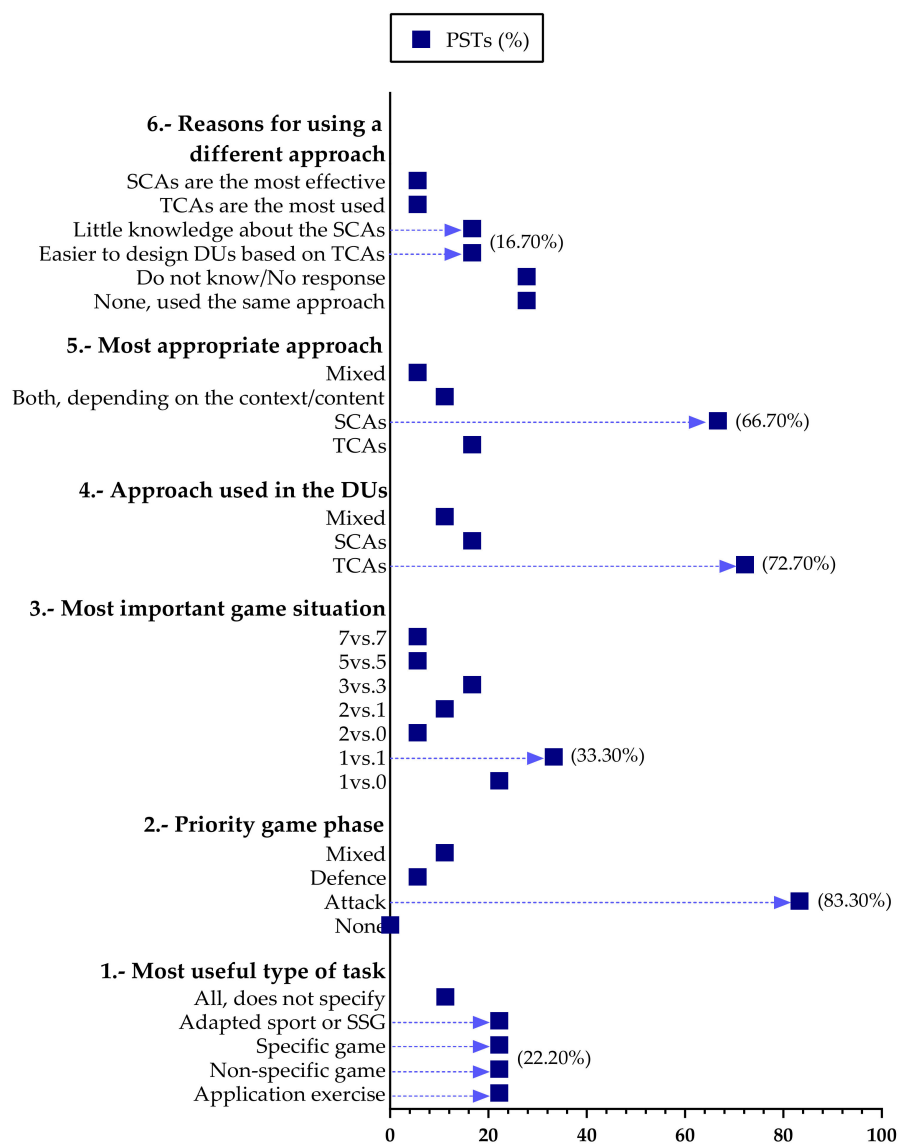 PSTs (%)
6.- Reasons for using a
different approach
SCAs are the most effective
TCAs are the most used
Little knowledge about the SCAs
(16.70%)
Easier to design DUs based on TCAs
Do not know/No response
None, used the same approach
5.- Most appropriate approach
Mixed
Both, depending on the context/content
SCAs (66.70%)
TCAs
4.- Approach used in the DUs
Mixed
SCAs
TCAs (72.70%)
3.- Most important game situation
7vs.7
5vs.5
3vs.3
2vs.1
2vs.0
1vs.1 (33.30%)
1vs.0
2.- Priority game phase
Mixed
Defence
Attack (83.30%)
None
1.- Most useful type of task
All, does not specify
Adapted sport or SSG
Specific game
(22.20%)
Non-specific game
Application exercise
0 20 40 60 80 100